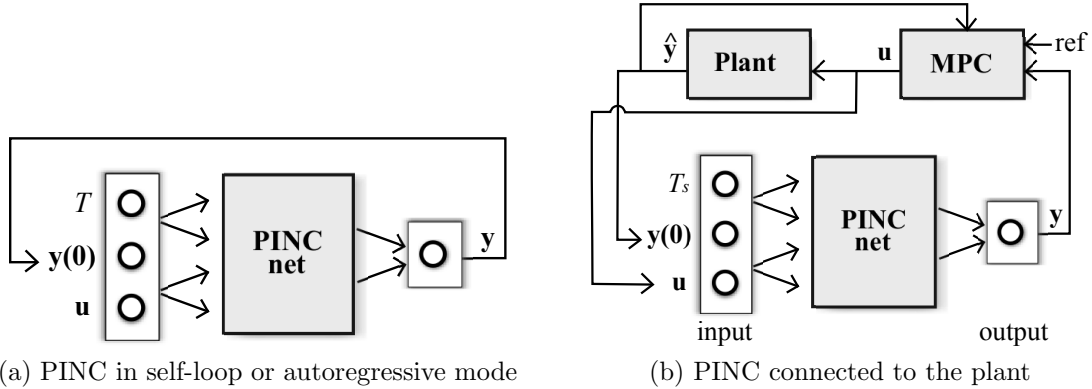 T
y(0)
u
PINC
net
y
(a) PINC in self-loop or autoregressive mode
ŷ
Plant
u
MPC
ref
Ts
y(0)
u
PINC
net
y
input
output
(b) PINC connected to the plant